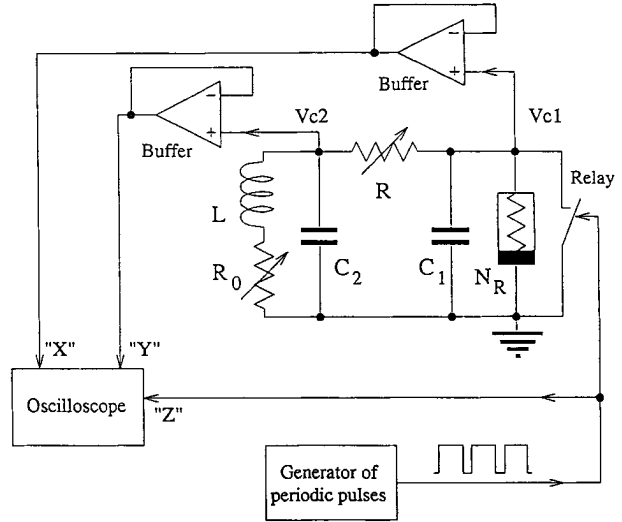 Buffer
Vc1
Vc2
Buffer
Relay
R
L
R0
C2
C1
NR
"X"
"Y"
Oscilloscope
"Z"
Generator of
periodic pulses